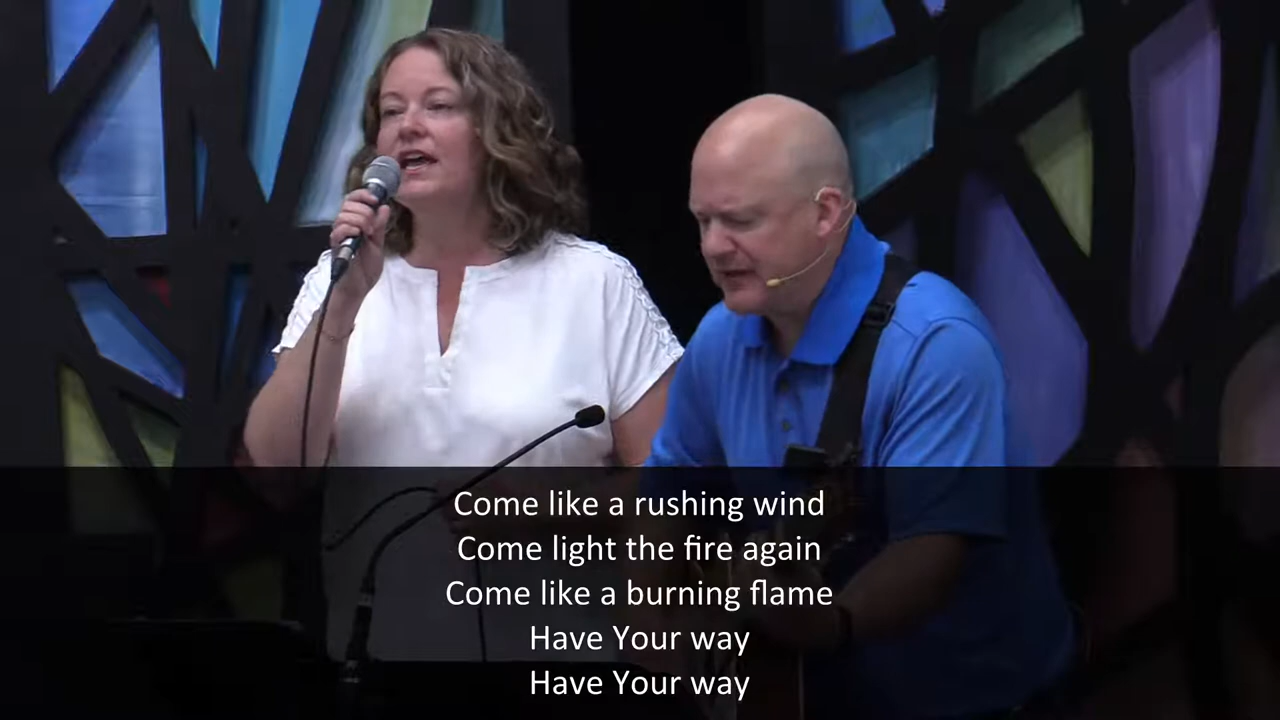 Come like a rushing wind
Come light the fire again
Come like a burning flame
Have Your way
Have Your way